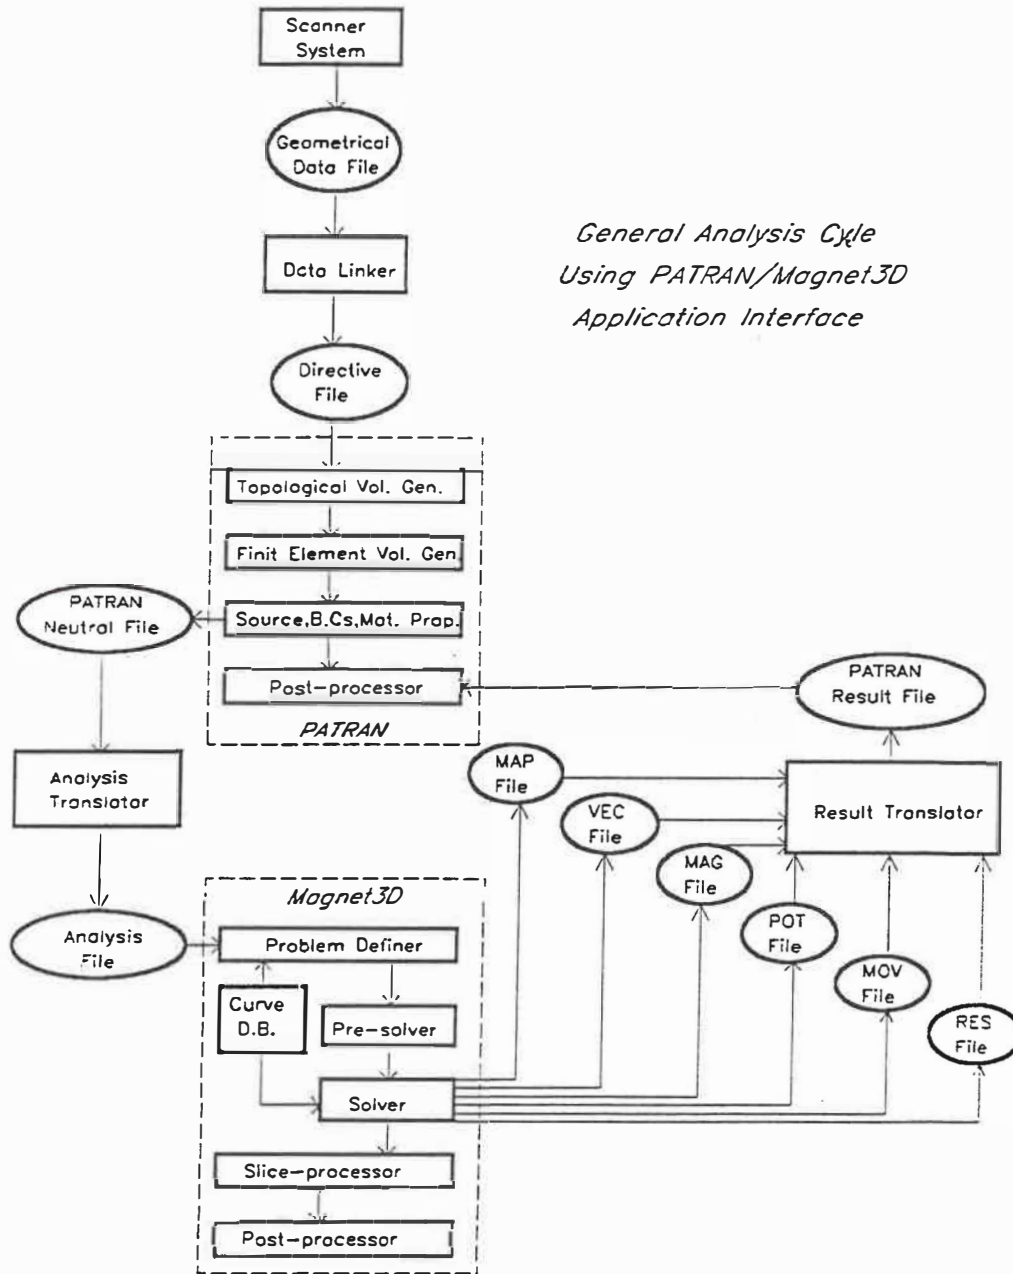 Scanner
System
Geometrical
Data File
General Analysis Cycle
Using PATRAN/Magnet3D
Application Interface
Data Linker
Directive
File
Topological Vol. Gen.
Finit Element Vol. Gen.
PATRAN
Neutral File
Source,B.Cs,Mat. Prop.
Post-processor
PATRAN
PATRAN
Result File
Analysis
Translator
MAP
File
VEC
File
MAG
File
POT
File
MOV
File
RES
File
Result Translator
Analysis
File
Magnet3D
Problem Definer
Curve
D.B.
Pre-solver
Solver
Slice-processor
Post-processor